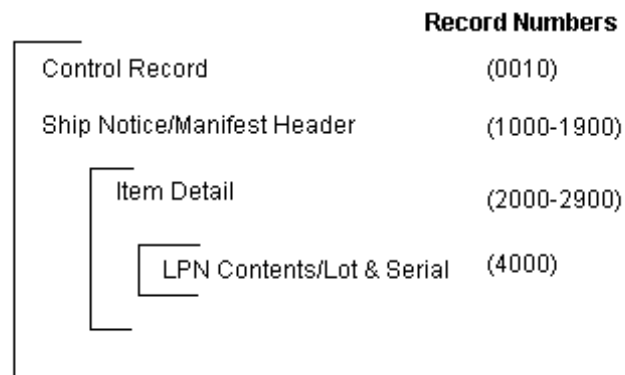 Record Numbers
Control Record (0010)
Ship Notice/Manifest Header (1000-1900)
Item Detail (2000-2900)
LPN Contents/Lot & Serial (4000)